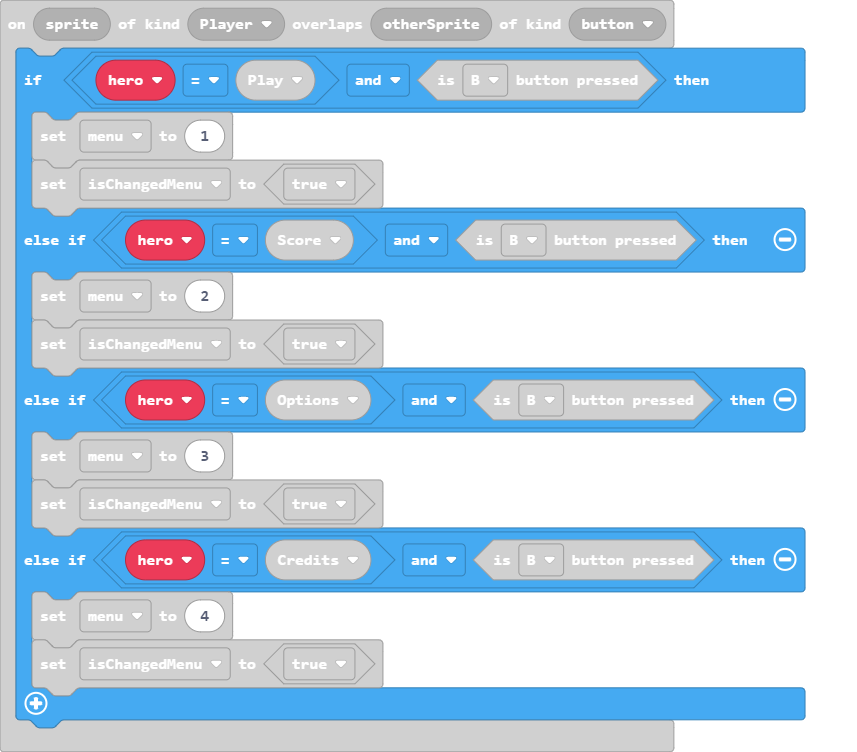 on sprite of kind Player overlaps otherSprite of kind button
if hero = Play and is B button pressed then
set menu to 1
set isChangedMenu to true
else if hero = Score and is B button pressed then
set menu to 2
set isChangedMenu to true
else if hero = Options and is B button pressed then
set menu to 3
set isChangedMenu to true
else if hero = Credits and is B button pressed then
set menu to 4
set isChangedMenu to true